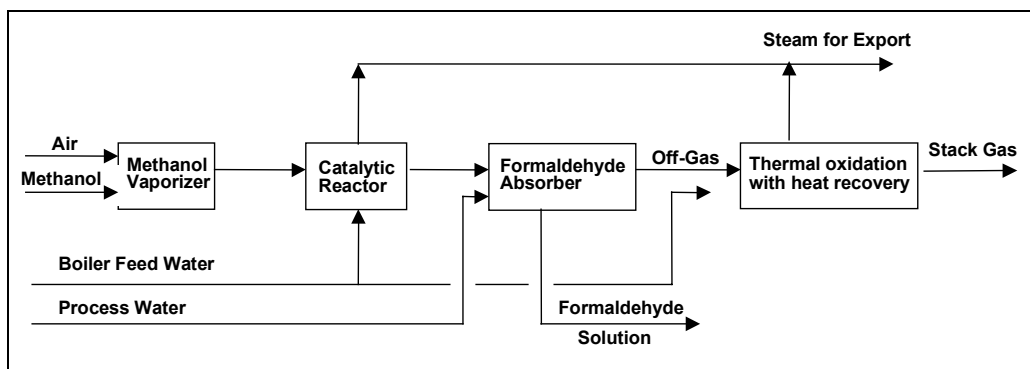 Steam for Export
Air
Methanol
Methanol
Vaporizer
Catalytic
Reactor
Formaldehyde
Absorber
Off-Gas
Thermal oxidation
with heat recovery
Stack Gas
Boiler Feed Water
Process Water
Formaldehyde
Solution